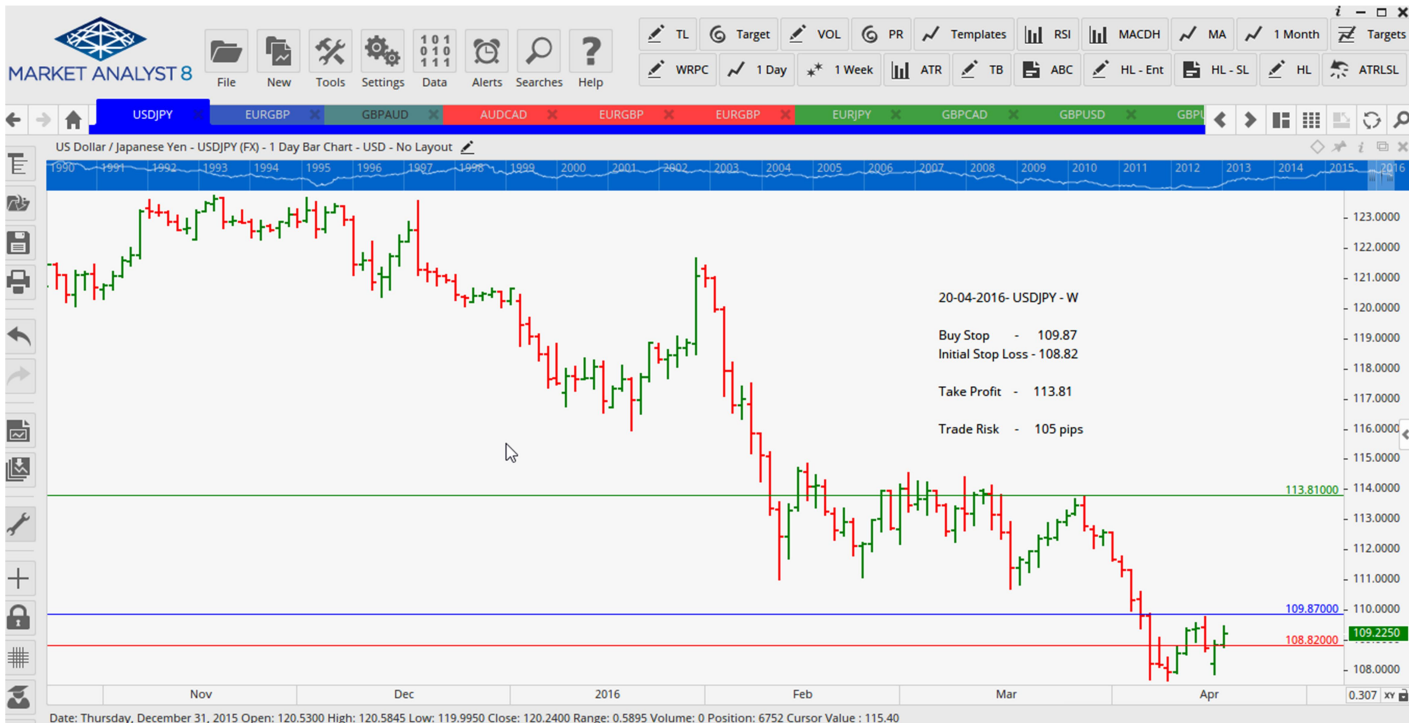 MARKET ANALYST 8
File New Tools Settings Data Alerts Searches Help
101 010 111
TL Target VOL PR Templates RSI MACDH MA 1 Month Targets
WRPC 1 Day 1 Week ATR TB ABC HL - Ent HL - SL HL ATRLSL
USDJPY EURGBP GBPAUD AUDCAD EURGBP EURGBP EURJPY GBPCAD GBPUSD GBPU
US Dollar / Japanese Yen - USDJPY (FX) - 1 Day Bar Chart - USD - No Layout
1990 1991 1992 1993 1994 1995 1996 1997 1998 1999 2000 2001 2002 2003 2004 2005 2006 2007 2008 2009 2010 2011 2012 2013 2014 2015 2016
123.0000
122.0000
121.0000
20-04-2016- USDJPY - W
120.0000
Buy Stop - 109.87
119.0000
Initial Stop Loss - 108.82
118.0000
Take Profit - 113.81
117.0000
Trade Risk - 105 pips
116.0000
115.0000
113.81000
114.0000
113.0000
112.0000
111.0000
109.87000
110.0000
109.2250
108.82000
108.0000
Nov Dec 2016 Feb Mar Apr
0.307 XY
Date: Thursday, December 31, 2015 Open: 120.5300 High: 120.5845 Low: 119.9950 Close: 120.2400 Range: 0.5895 Volume: 0 Position: 6752 Cursor Value : 115.40